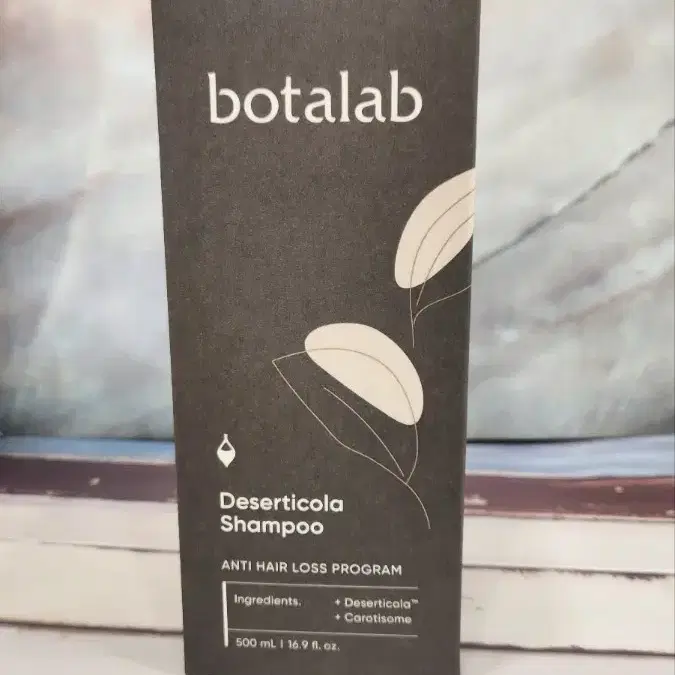 botalab
Deserticola
Shampoo
ANTI HAIR LOSS PROGRAM
Ingredients. + Deserticola™
+ Carotisome
500 mL | 16.9 fl. oz.